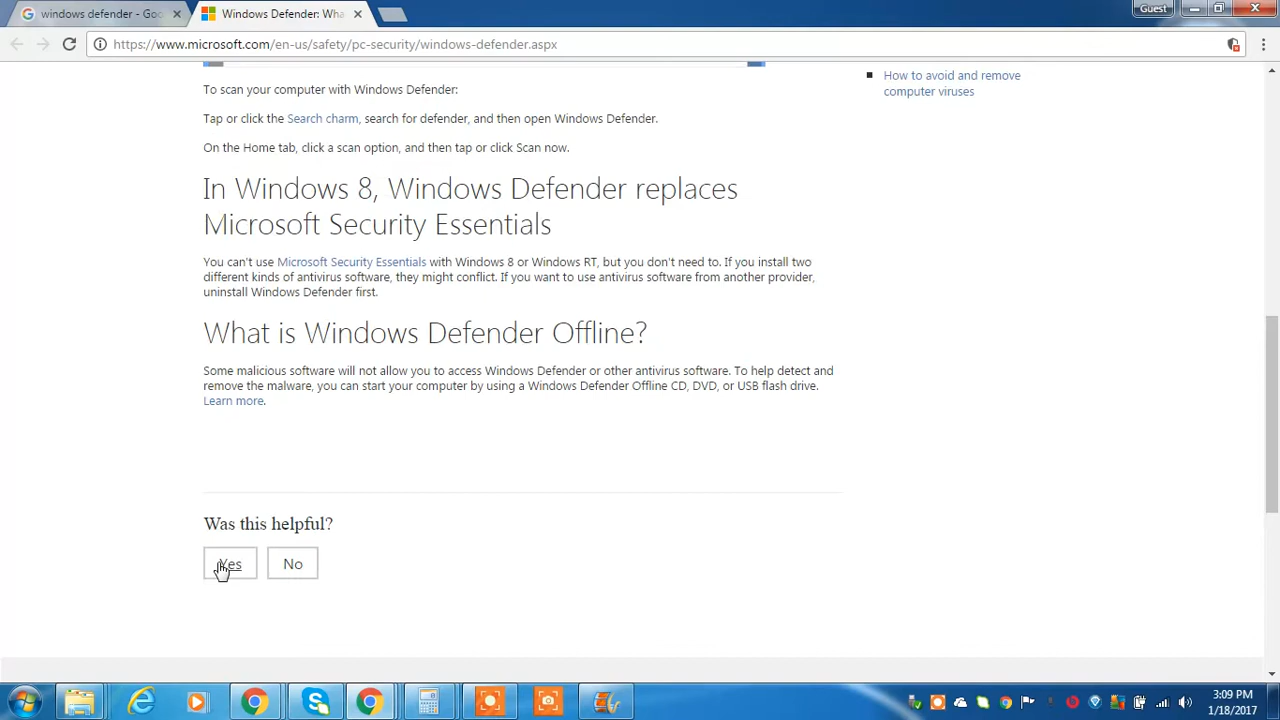 windows defender - Goo
Windows Defender: Wha
Guest
https://www.microsoft.com/en-us/safety/pc-security/windows-defender.aspx
How to avoid and remove
computer viruses
To scan your computer with Windows Defender:
Tap or click the Search charm, search for defender, and then open Windows Defender.
On the Home tab, click a scan option, and then tap or click Scan now.
In Windows 8, Windows Defender replaces
Microsoft Security Essentials
You can't use Microsoft Security Essentials with Windows 8 or Windows RT, but you don't need to. If you install two
different kinds of antivirus software, they might conflict. If you want to use antivirus software from another provider,
uninstall Windows Defender first.
What is Windows Defender Offline?
Some malicious software will not allow you to access Windows Defender or other antivirus software. To help detect and
remove the malware, you can start your computer by using a Windows Defender Offline CD, DVD, or USB flash drive.
Learn more.
Was this helpful?
Yes
No
3:09 PM
1/18/2017